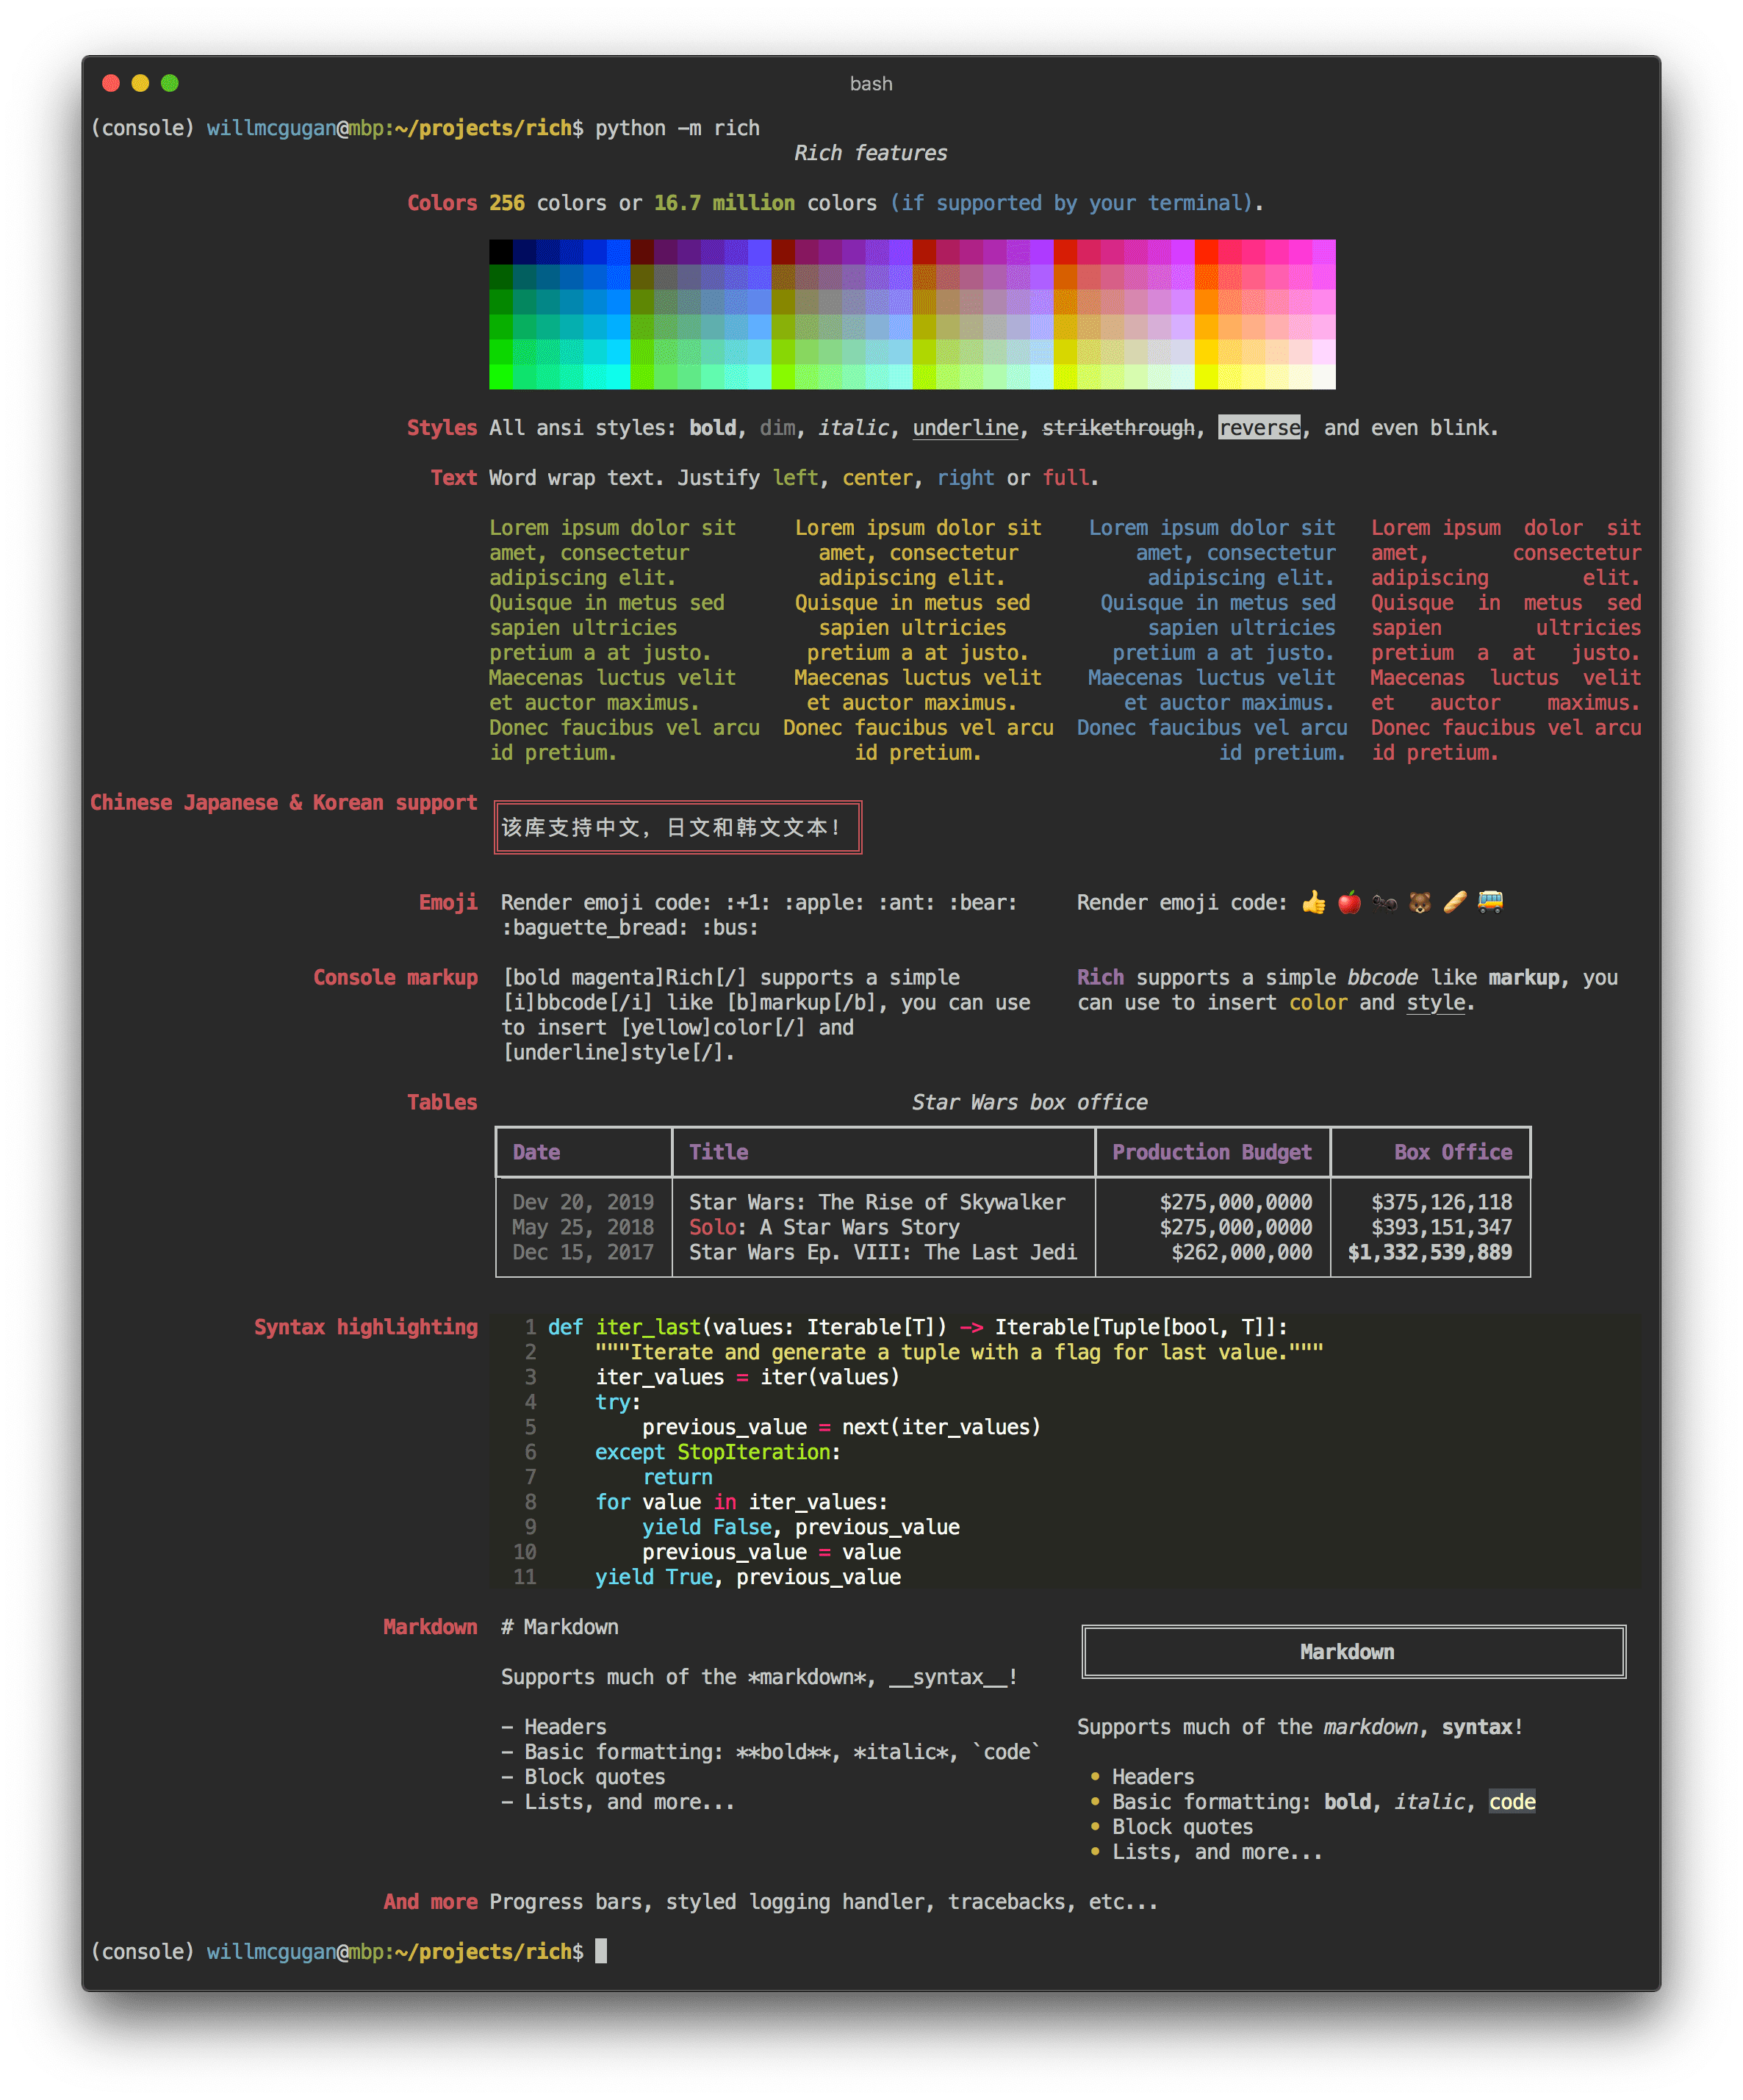 bash
(console) willmcgugan@mbp:~/projects/rich$ python -m rich
Rich features
Colors 256 colors or 16.7 million colors (if supported by your terminal).
Styles All ansi styles: bold, dim, italic, underline, strikethrough, reverse, and even blink.
Text Word wrap text. Justify left, center, right or full.
Lorem ipsum dolor sit Lorem ipsum dolor sit Lorem ipsum dolor sit Lorem ipsum dolor sit
amet, consectetur amet, consectetur amet, consectetur amet, consectetur
adipiscing elit. adipiscing elit. adipiscing elit. adipiscing elit.
Quisque in metus sed Quisque in metus sed Quisque in metus sed Quisque in metus sed
sapien ultricies sapien ultricies sapien ultricies sapien ultricies
pretium a at justo. pretium a at justo. pretium a at justo. pretium a at justo.
Maecenas luctus velit Maecenas luctus velit Maecenas luctus velit Maecenas luctus velit
et auctor maximus. et auctor maximus. et auctor maximus. et auctor maximus.
Donec faucibus vel arcu Donec faucibus vel arcu Donec faucibus vel arcu Donec faucibus vel arcu
id pretium. id pretium. id pretium. id pretium.
Chinese Japanese & Korean support
该库支持中文，日文和韩文文本！
Emoji Render emoji code: :+1: :apple: :ant: :bear: Render emoji code: 👍 🍎 🐜 🐻 🥖 🚌
:baguette_bread: :bus:
Console markup [bold magenta]Rich[/] supports a simple Rich supports a simple bbcode like markup, you
[i]bbcode[/i] like [b]markup[/b], you can use can use to insert color and style.
to insert [yellow]color[/] and
[underline]style[/].
Tables Star Wars box office
Date Title Production Budget Box Office
Dev 20, 2019 Star Wars: The Rise of Skywalker $275,000,0000 $375,126,118
May 25, 2018 Solo: A Star Wars Story $275,000,0000 $393,151,347
Dec 15, 2017 Star Wars Ep. VIII: The Last Jedi $262,000,000 $1,332,539,889
Syntax highlighting 1 def iter_last(values: Iterable[T]) -> Iterable[Tuple[bool, T]]:
2 """Iterate and generate a tuple with a flag for last value."""
3 iter_values = iter(values)
4 try:
5 previous_value = next(iter_values)
6 except StopIteration:
7 return
8 for value in iter_values:
9 yield False, previous_value
10 previous_value = value
11 yield True, previous_value
Markdown # Markdown
Markdown
Supports much of the *markdown*, __syntax__!
- Headers Supports much of the markdown, syntax!
- Basic formatting: **bold**, *italic*, `code`
- Block quotes • Headers
- Lists, and more... • Basic formatting: bold, italic, code
• Block quotes
• Lists, and more...
And more Progress bars, styled logging handler, tracebacks, etc...
(console) willmcgugan@mbp:~/projects/rich$